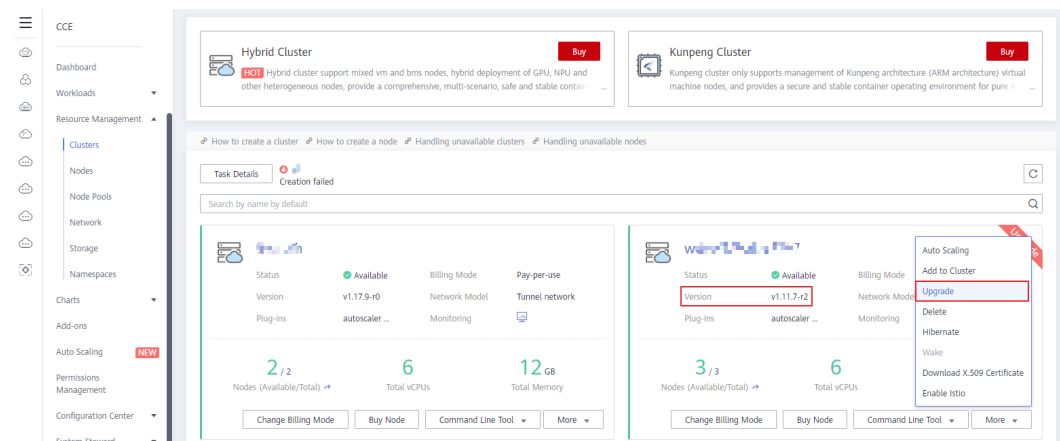 CCE
Dashboard
Workloads
Resource Management
Clusters
Nodes
Node Pools
Network
Storage
Namespaces
Charts
Add-ons
Auto Scaling NEW
Permissions
Management
Configuration Center
System Steward
Hybrid Cluster
Buy
HOT Hybrid cluster support mixed vm and bms nodes, hybrid deployment of GPU, NPU and
other heterogeneous nodes, provide a comprehensive, multi-scenario, safe and stable contain ...
Kunpeng Cluster
Buy
Kunpeng cluster only supports management of Kunpeng architecture (ARM architecture) virtual
machine nodes, and provides a secure and stable container operating environment for pure A ...
How to create a cluster How to create a node Handling unavailable clusters Handling unavailable nodes
Task Details
Creation failed
Search by name by default
Status Available Billing Mode Pay-per-use
Version v1.17.9-r0 Network Model Tunnel network
Plug-ins autoscaler ... Monitoring
2 / 2 6 12 GB
Nodes (Available/Total) Total vCPUs Total Memory
Change Billing Mode Buy Node Command Line Tool More
7
Status Available Billing Mode
Version v1.11.7-r2 Network Mode
Plug-ins autoscaler ... Monitoring
3 / 3 6
Nodes (Available/Total) Total vCPUs
Change Billing Mode Buy Node Command Line Tool More
Auto Scaling
Add to Cluster
Upgrade
Delete
Hibernate
Wake
Download X.509 Certificate
Enable Istio